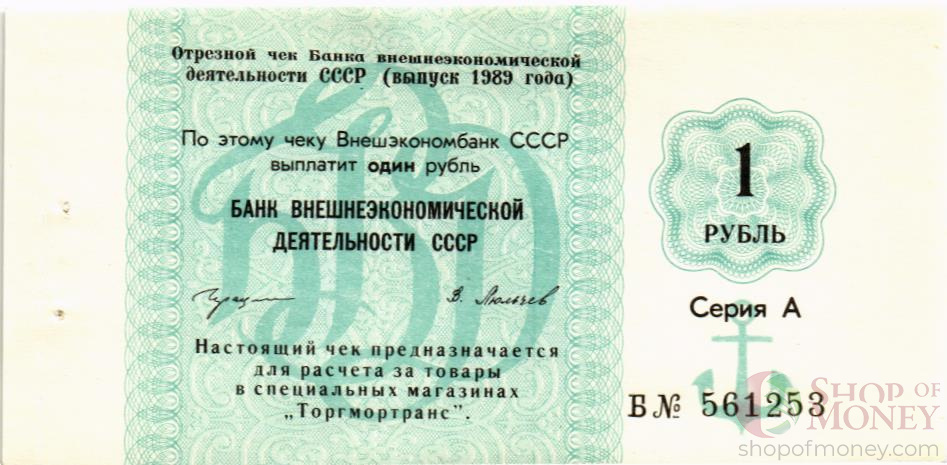 Отрезной чек Банка внешнеэкономической
деятельности СССР (выпуск 1989 года)
По этому чеку Внешэкономбанк СССР
выплатит один рубль
БАНК ВНЕШНЕЭКОНОМИЧЕСКОЙ
ДЕЯТЕЛЬНОСТИ СССР
В. Люльчев
Настоящий чек предназначается
для расчета за товары
в специальных магазинах
„Торгмортранс".
1
РУБЛЬ
Серия А
Б № 561253
SHOP OF
MONEY
shopofmoney.com